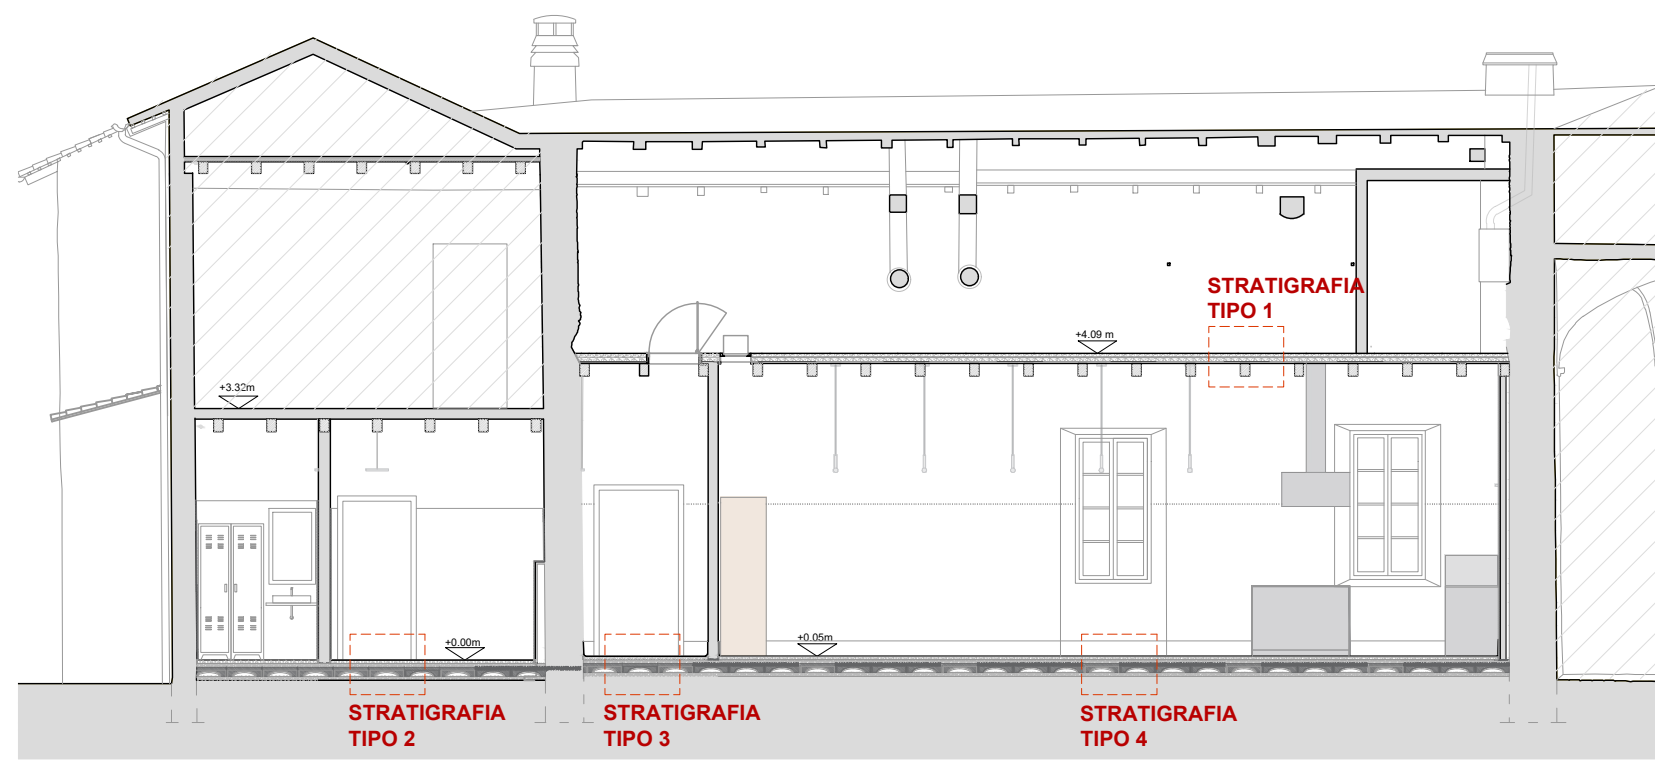 STRATIGRAFIA
TIPO 1
+4.09 m
+3.32m
+0.00m
+0.05m
STRATIGRAFIA
TIPO 2
STRATIGRAFIA
TIPO 3
STRATIGRAFIA
TIPO 4